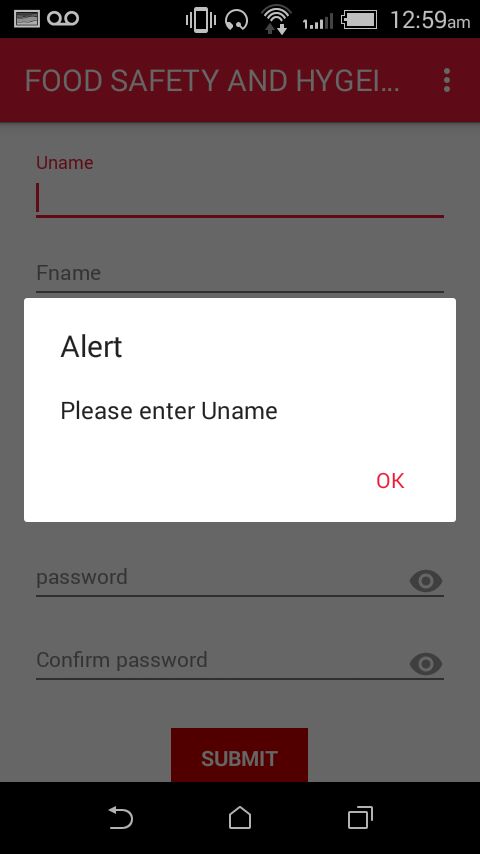 12:59am
FOOD SAFETY AND HYGEI...
Uname
Fname
Alert
Please enter Uname
OK
password
Confirm password
SUBMIT